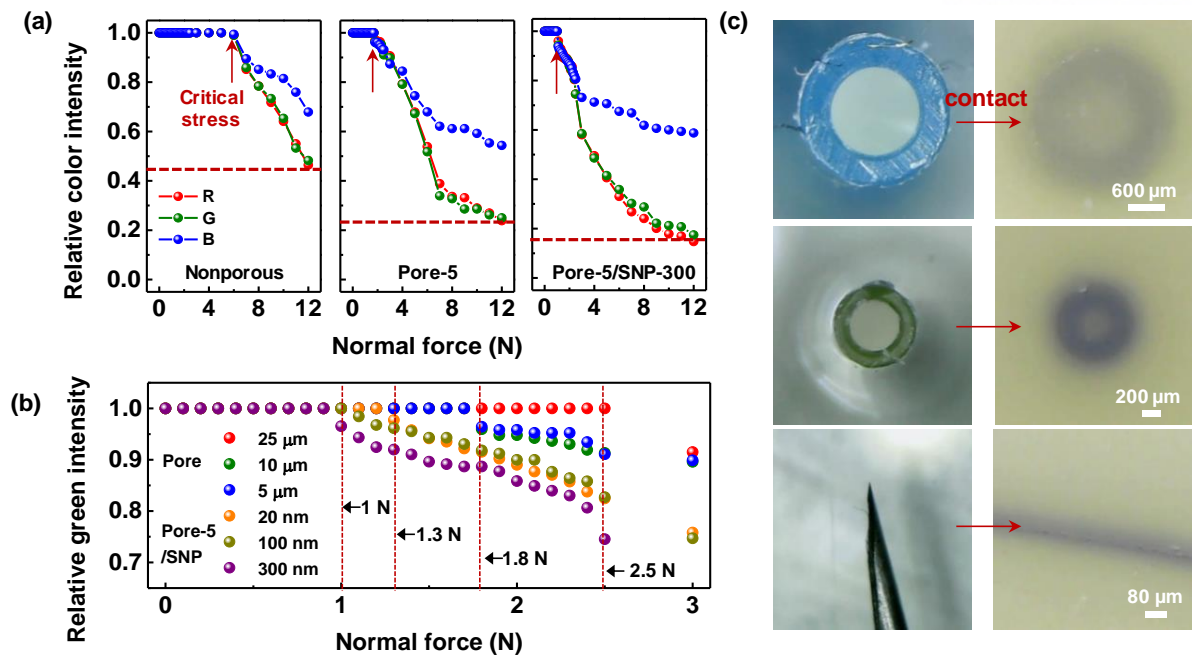 (a)
Relative color intensity
1.0
0.8
0.6
0.4
0.2
0.0
Critical
stress
R
G
B
Nonporous
Pore-5
Pore-5/SNP-300
0 4 8 12
0 4 8 12
0 4 8 12
Normal force (N)
(b)
Relative green intensity
1.0
0.9
0.8
0.7
Pore
25 μm
10 μm
5 μm
Pore-5
/SNP
20 nm
100 nm
300 nm
1 N
1.3 N
1.8 N
2.5 N
0 1 2 3
Normal force (N)
(c)
contact
600 μm
200 μm
80 μm